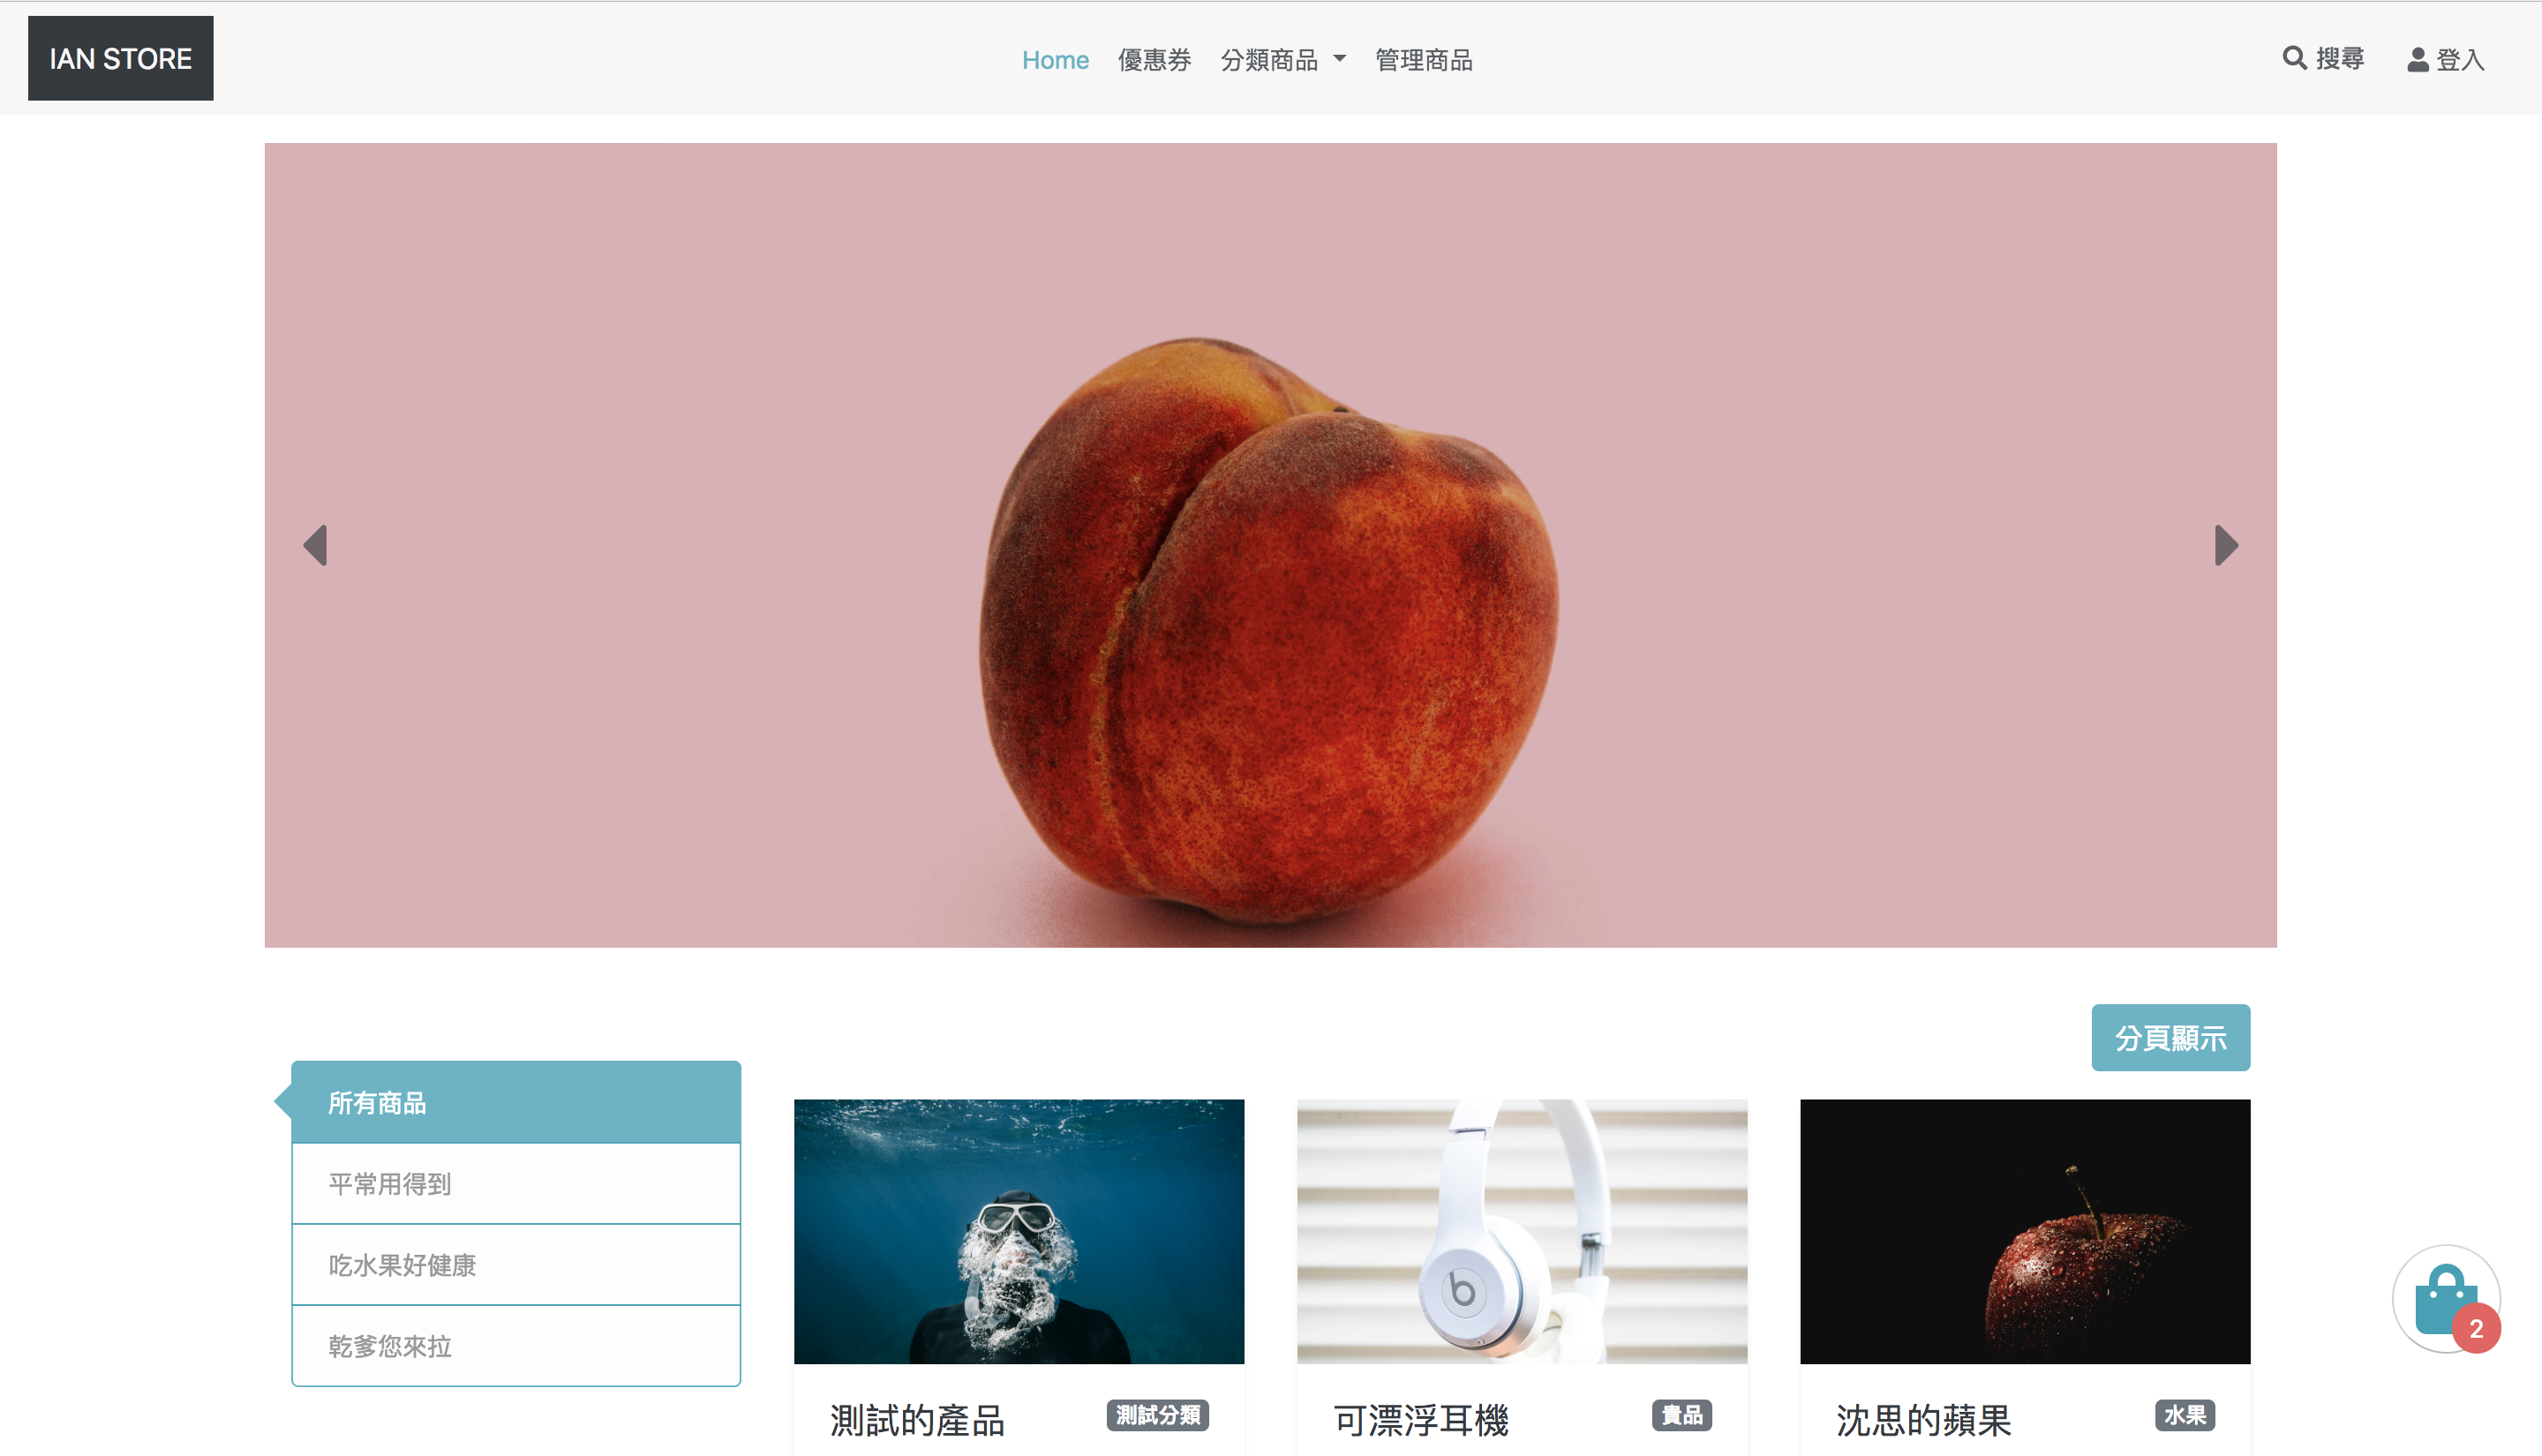 IAN STORE
Home 優惠券 分類商品 管理商品
搜尋 登入
分頁顯示
所有商品
平常用得到
吃水果好健康
乾爹您來拉
b
測試的產品 測試分類
可漂浮耳機 貴品
沈思的蘋果 水果
2